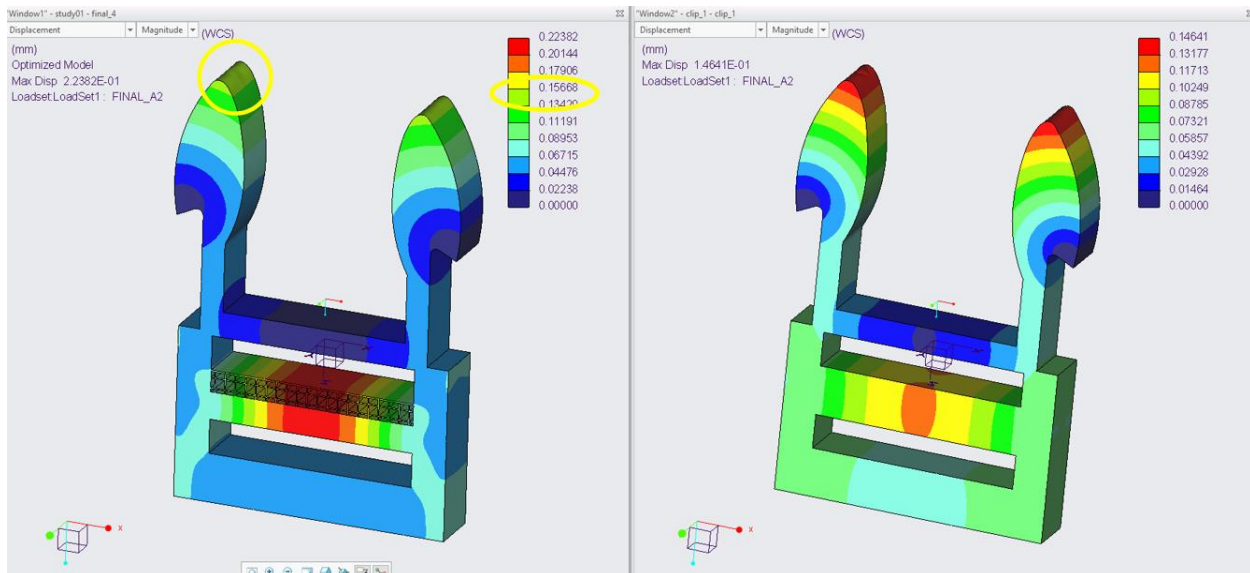 "Window1" - study01 - final_4
Displacement Magnitude (WCS)
(mm)
Optimized Model
Max Disp 2.2382E-01
Loadset:LoadSet1 : FINAL_A2
0.22382
0.20144
0.17906
0.15668
0.13429
0.11191
0.08953
0.06715
0.04476
0.02238
0.00000
X
"Window2" - clip_1 - clip_1
Displacement Magnitude (WCS)
(mm)
Max Disp 1.4641E-01
Loadset:LoadSet1 : FINAL_A2
0.14641
0.13177
0.11713
0.10249
0.08785
0.07321
0.05857
0.04392
0.02928
0.01464
0.00000
X